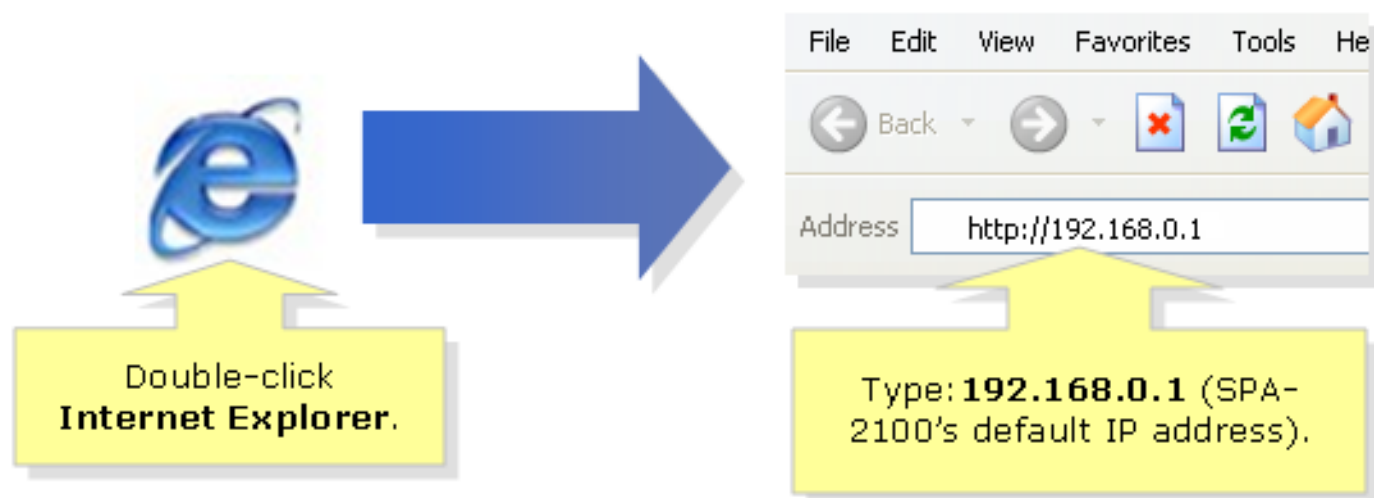 File Edit View Favorites Tools He
Back
Address http://192.168.0.1
Double-click
Internet Explorer.
Type: 192.168.0.1 (SPA-
2100's default IP address).